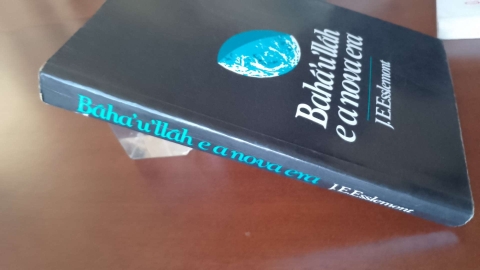 Bahá'u'lláh
e a nova era
J.E.Esslemont
Bahá'u'lláh e a nova era J.E.Esslemont